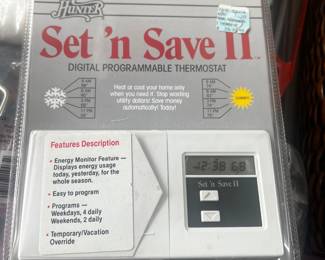 HUNTER
Set 'n Save II
DIGITAL PROGRAMMABLE THERMOSTAT
Heat or cool your home only
when you need it. Stop wasting
utility dollars! Save money
automatically! Today!
Features Description
• Energy Monitor Feature —
Displays energy usage
today, yesterday, for the
whole season.
• Easy to program
• Programs —
Weekdays, 4 daily
Weekends, 2 daily
• Temporary/Vacation
Override
12:38 68
Set 'n Save II